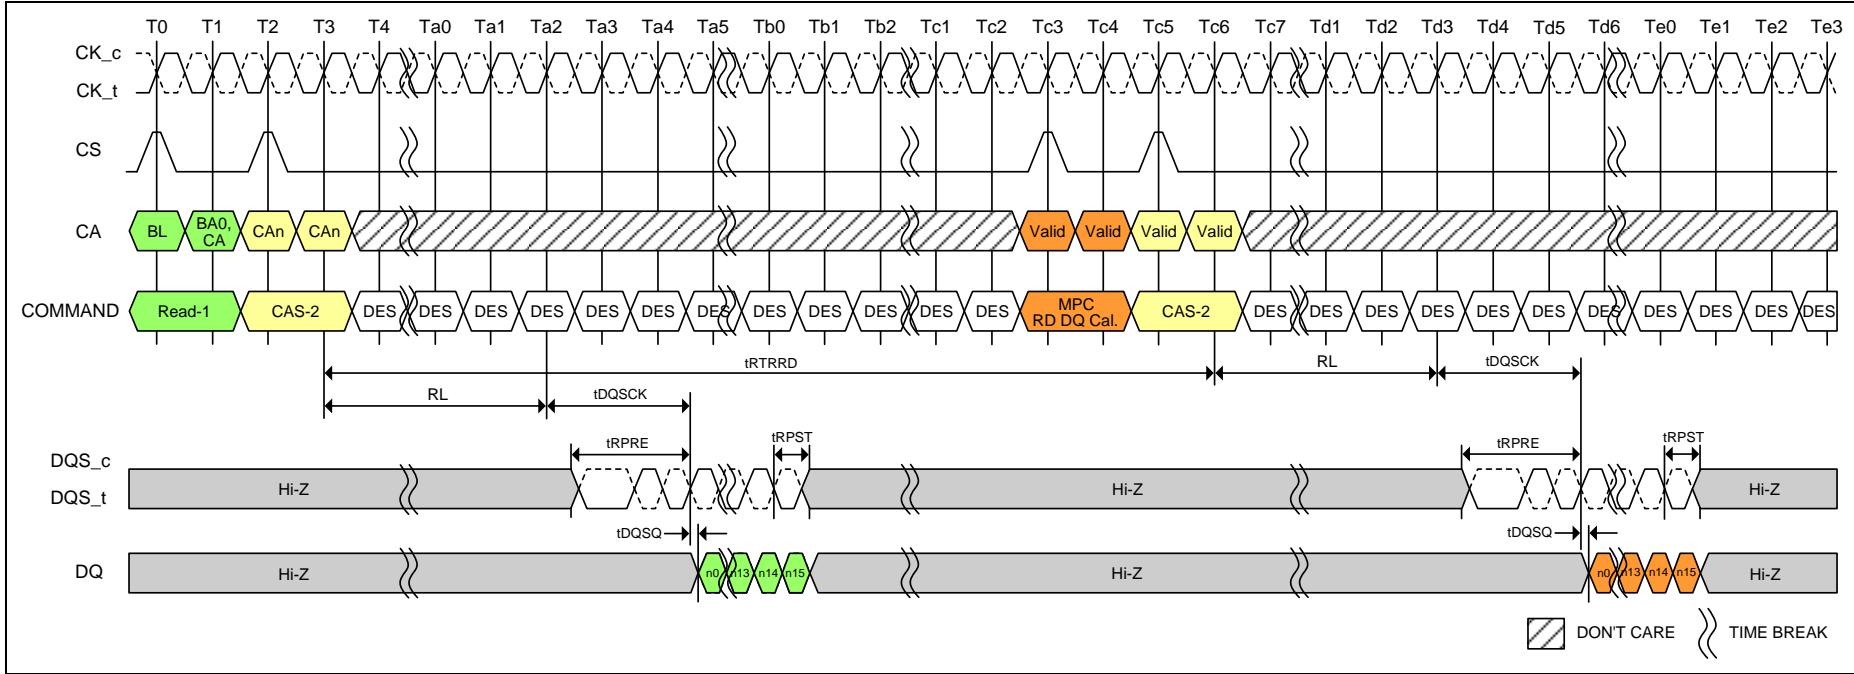 T0 T1 T2 T3 T4 Ta0 Ta1 Ta2 Ta3 Ta4 Ta5 Tb0 Tb1 Tb2 Tc1 Tc2 Tc3 Tc4 Tc5 Tc6 Tc7 Td1 Td2 Td3 Td4 Td5 Td6 Te0 Te1 Te2 Te3
CK_c
CK_t
CS
CA BL BA0, CA CAn CAn Valid Valid Valid Valid
COMMAND Read-1 CAS-2 DES DES DES DES DES DES DES DES DES DES DES DES MPC RD DQ Cal. CAS-2 DES DES DES DES DES DES DES DES DES DES DES
tRTRRD RL tDQSCK
RL tDQSCK
tRPRE tRPST tRPRE tRPST
DQS_c
DQS_t Hi-Z Hi-Z Hi-Z
tDQSQ tDQSQ
DQ Hi-Z n0 n13 n14 n15 Hi-Z n0 n13 n14 n15 Hi-Z
DON'T CARE TIME BREAK